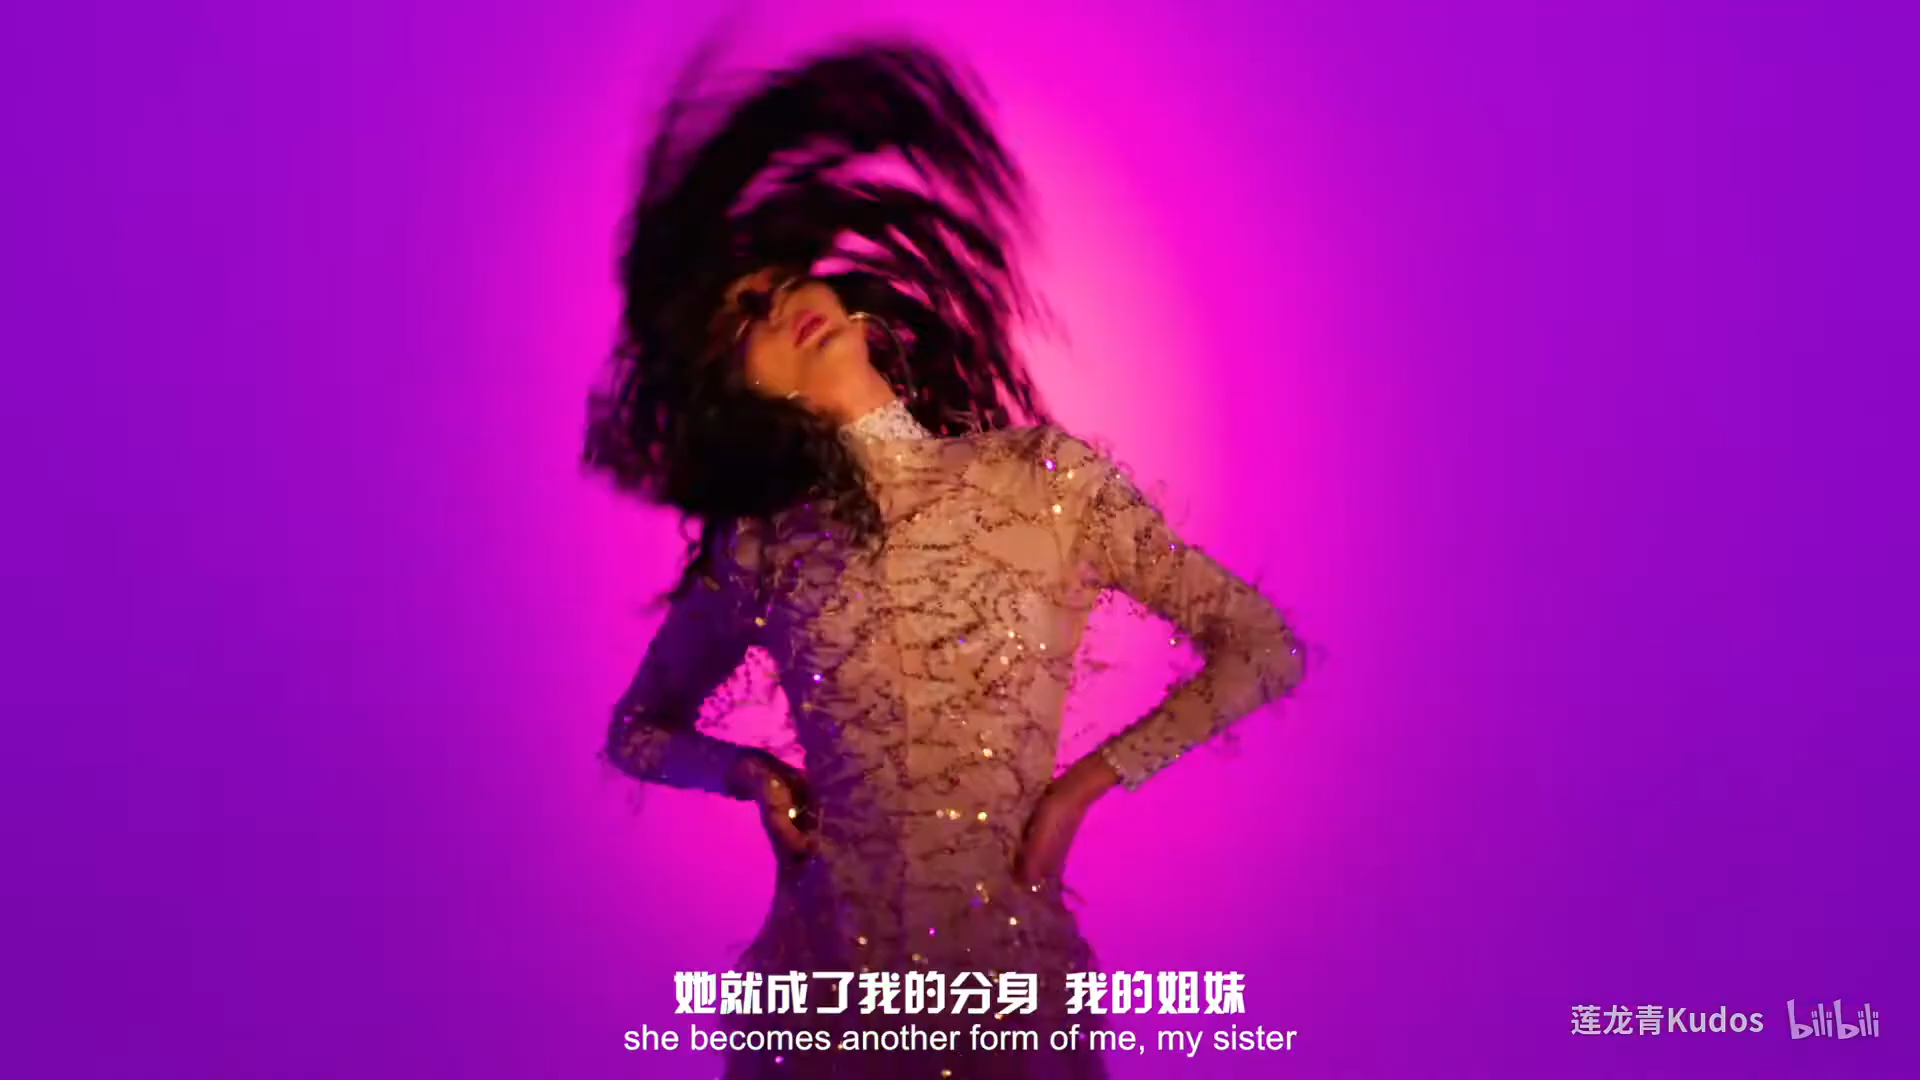 她就成了我的分身 我的姐妹
she becomes another form of me, my sister
莲龙青Kudos bilibili